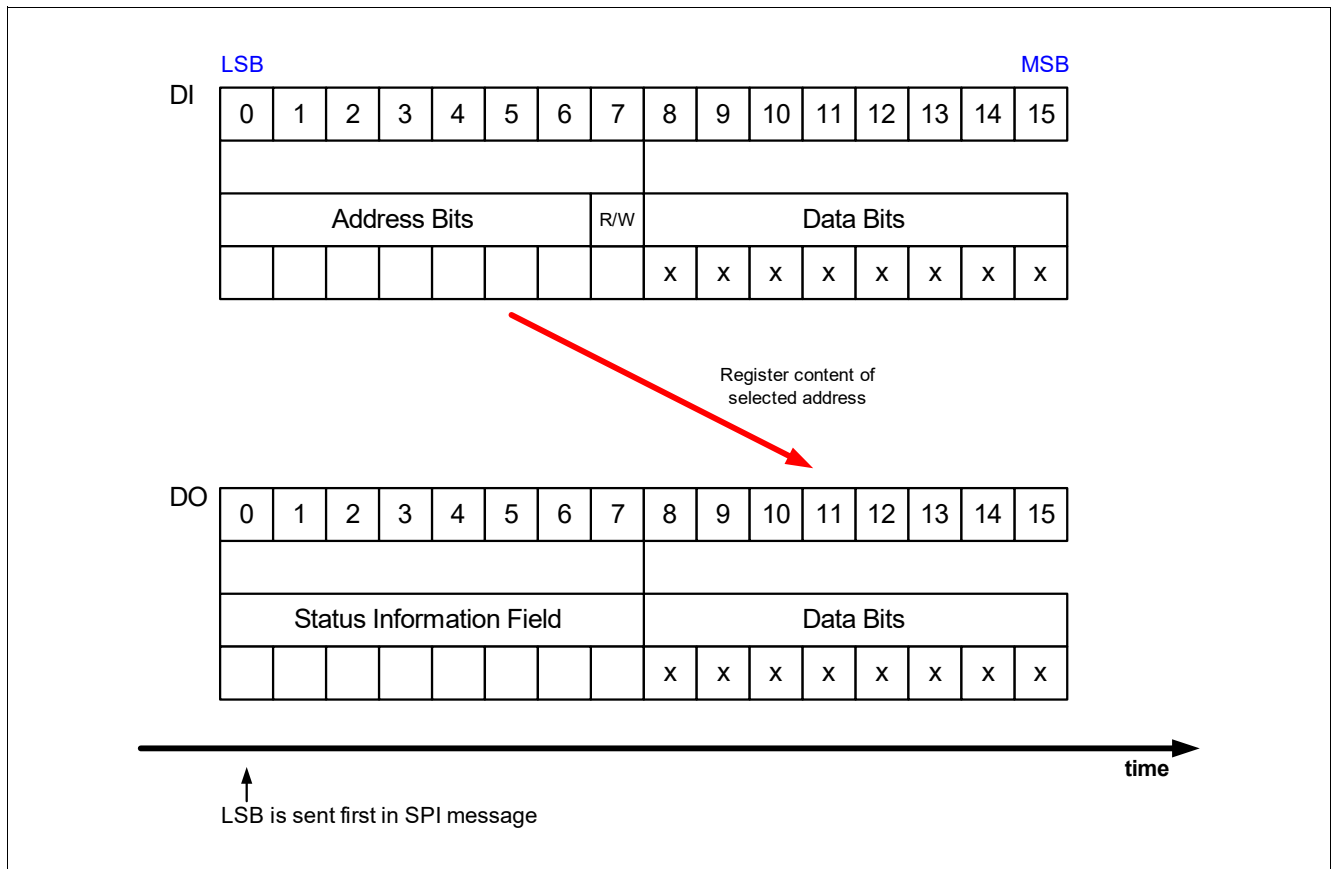 LSB MSB
DI
0 1 2 3 4 5 6 7 8 9 10 11 12 13 14 15
Address Bits R/W Data Bits
x x x x x x x x
Register content of
selected address
DO
0 1 2 3 4 5 6 7 8 9 10 11 12 13 14 15
Status Information Field Data Bits
x x x x x x x x
time
LSB is sent first in SPI message